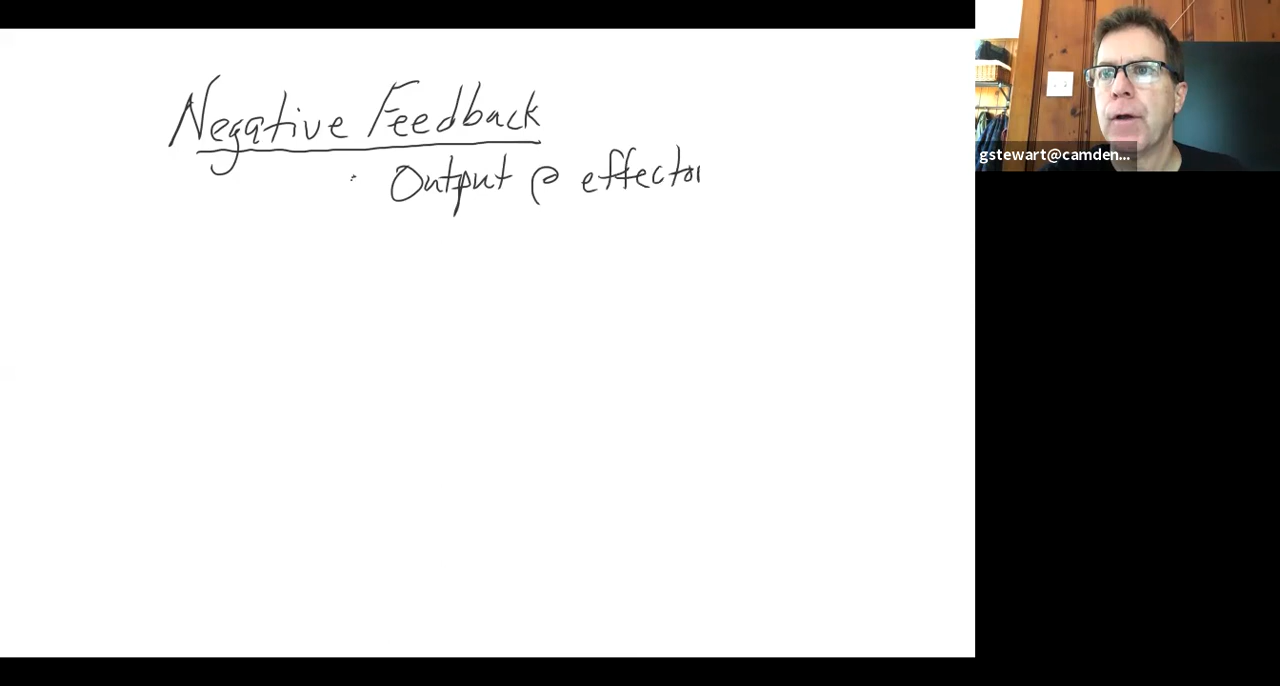 Negative Feedback
· Output @ effector
gstewart@camden...